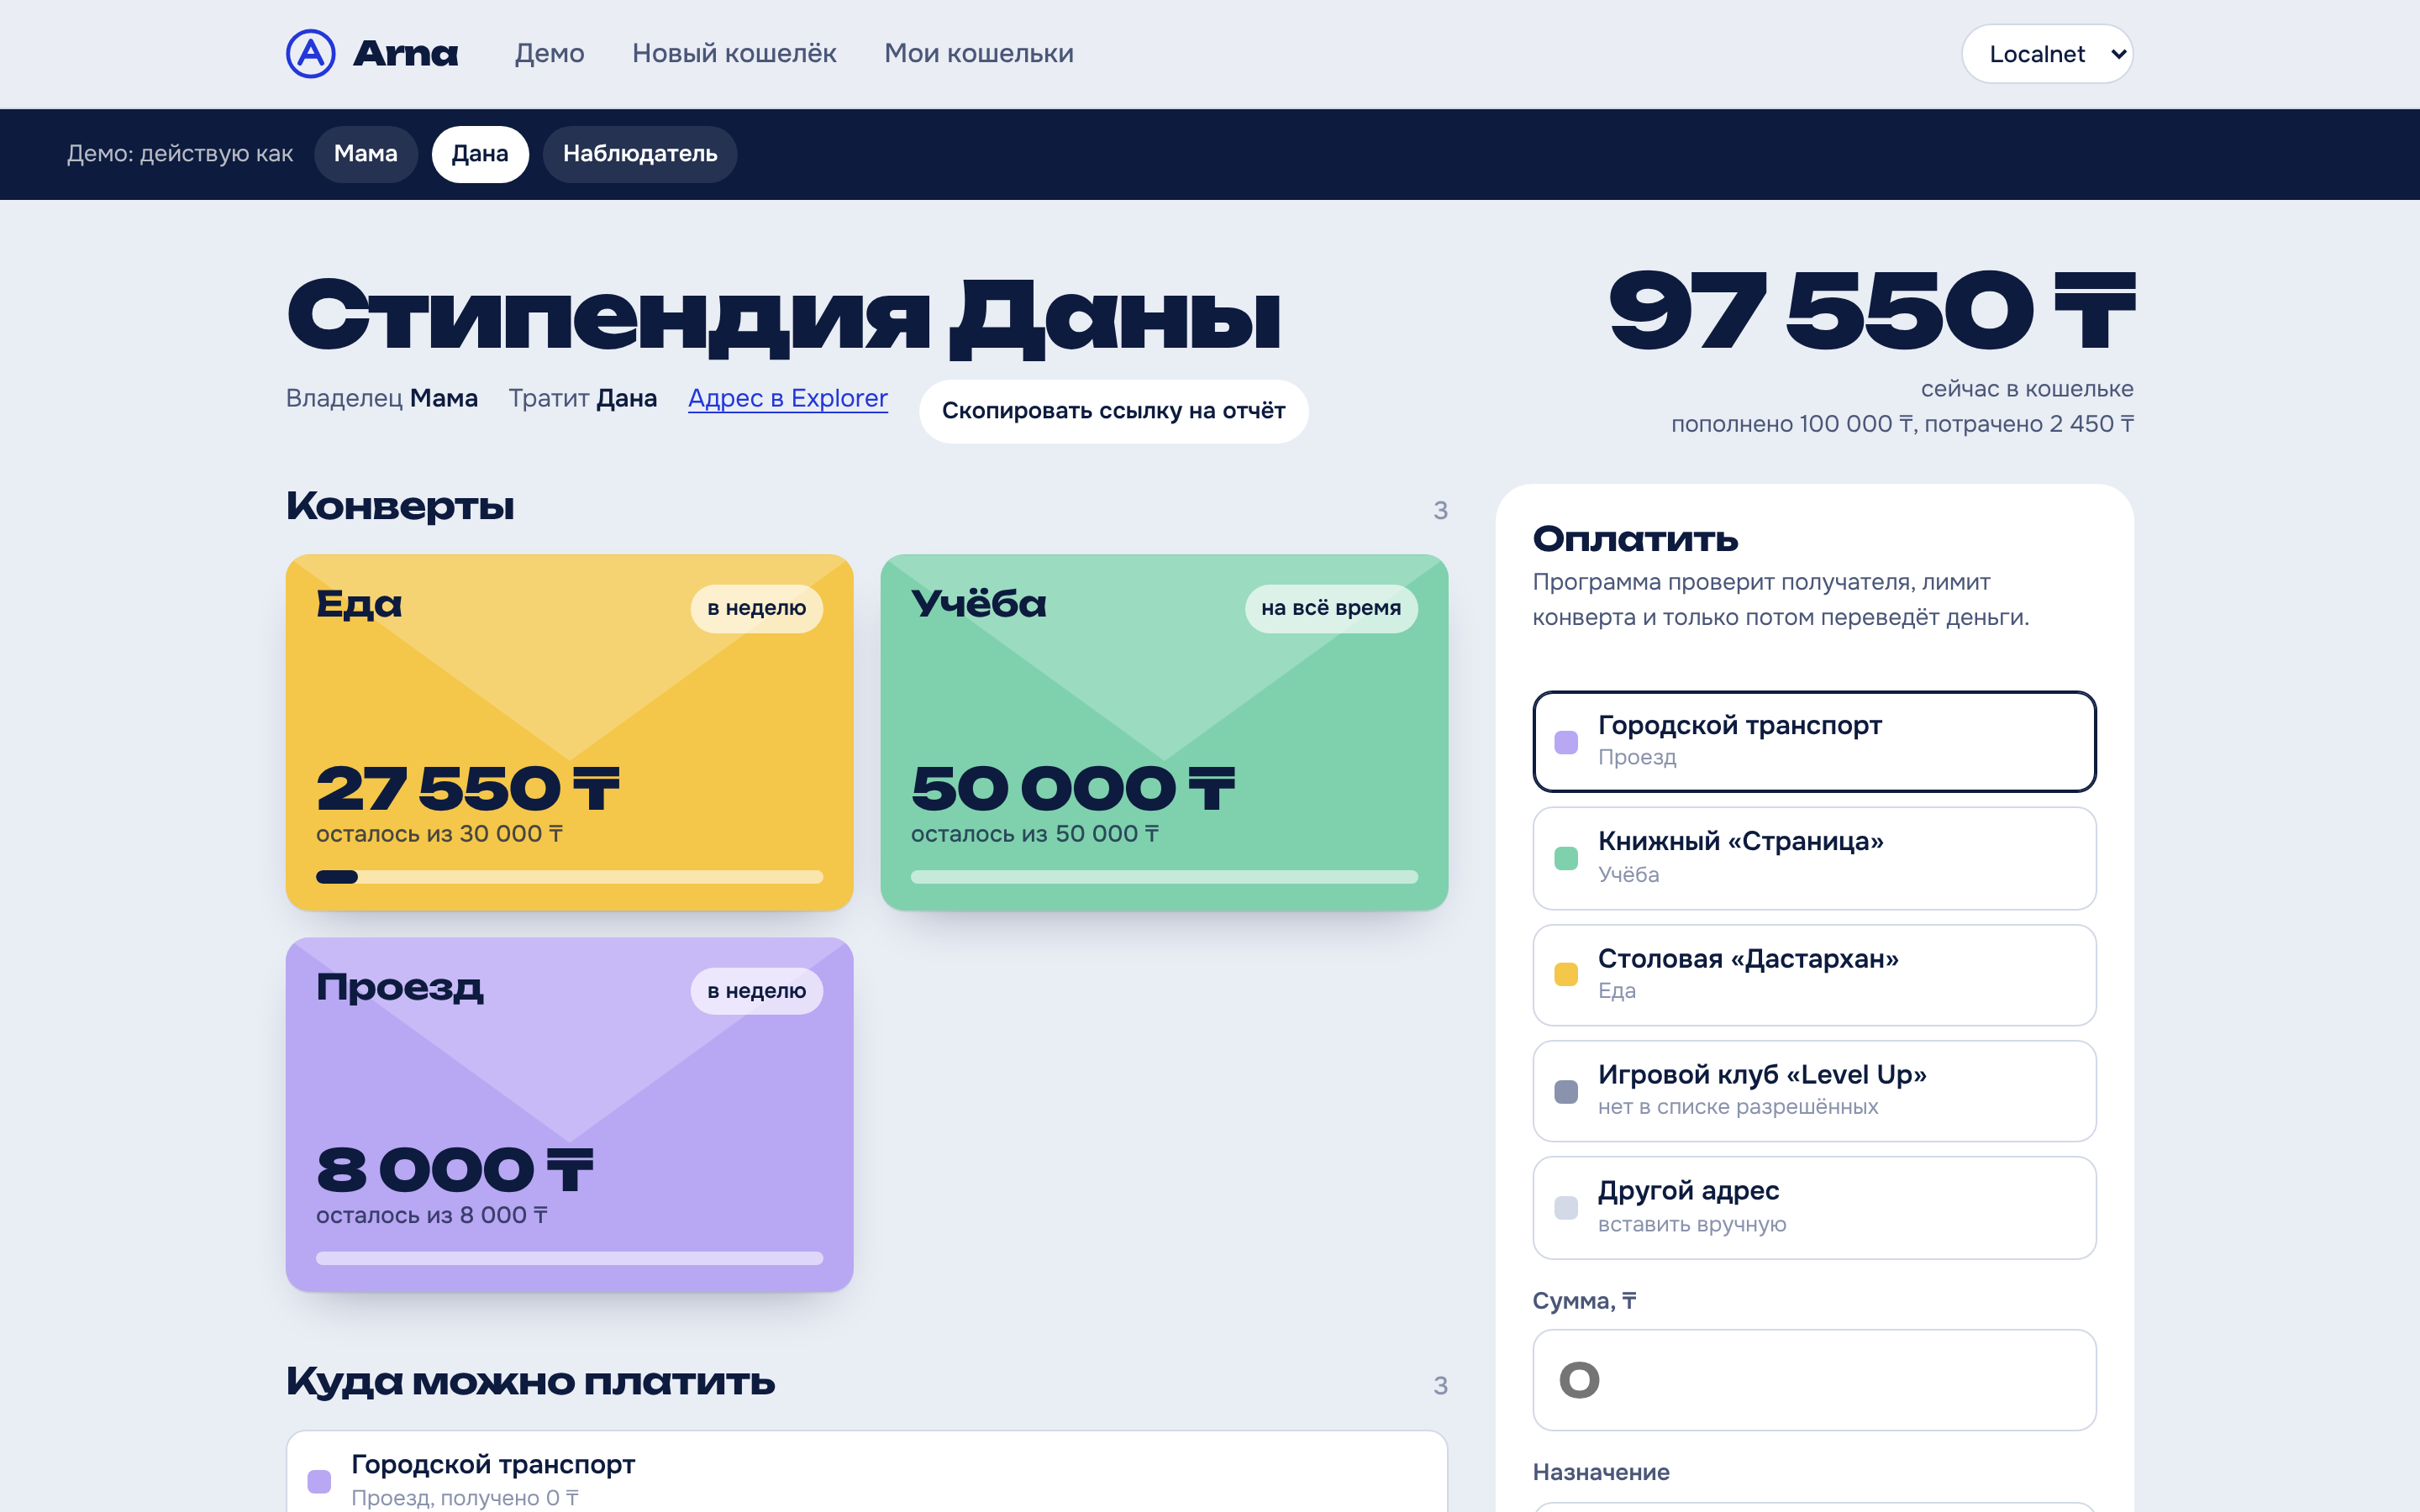 Arna
Демо
Новый кошелёк
Мои кошельки
Localnet
Демо: действую как
Мама
Дана
Наблюдатель
Стипендия Даны
97 550 ₸
сейчас в кошельке
пополнено 100 000 ₸, потрачено 2 450 ₸
Владелец Мама
Тратит Дана
Адрес в Explorer
Скопировать ссылку на отчёт
Конверты
3
Еда
в неделю
27 550 ₸
осталось из 30 000 ₸
Учёба
на всё время
50 000 ₸
осталось из 50 000 ₸
Проезд
в неделю
8 000 ₸
осталось из 8 000 ₸
Куда можно платить
3
Городской транспорт
Проезд, получено 0 ₸
Оплатить
Программа проверит получателя, лимит
конверта и только потом переведёт деньги.
Городской транспорт
Проезд
Книжный «Страница»
Учёба
Столовая «Дастархан»
Еда
Игровой клуб «Level Up»
нет в списке разрешённых
Другой адрес
вставить вручную
Сумма, ₸
0
Назначение